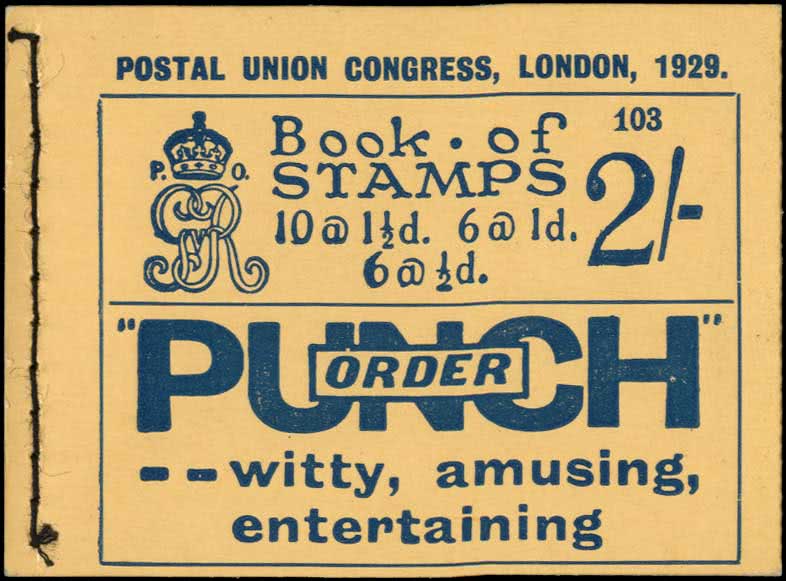 POSTAL UNION CONGRESS, LONDON, 1929.
P. O.
GR
Book · of 103
STAMPS 2/-
10 @ 1½d. 6 @ 1d.
6 @ ½d.
"PUNCH"
ORDER
--witty, amusing,
entertaining